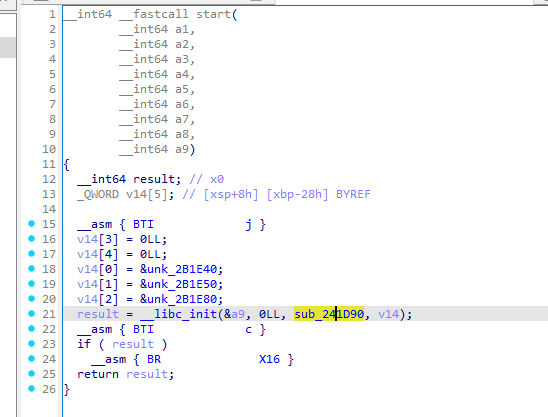 1 __int64 __fastcall start(
2 __int64 a1,
3 __int64 a2,
4 __int64 a3,
5 __int64 a4,
6 __int64 a5,
7 __int64 a6,
8 __int64 a7,
9 __int64 a8,
10 __int64 a9)
11 {
12 __int64 result; // x0
13 _QWORD v14[5]; // [xsp+8h] [xbp-28h] BYREF
14
15 __asm { BTI j }
16 v14[3] = 0LL;
17 v14[4] = 0LL;
18 v14[0] = &unk_2B1E40;
19 v14[1] = &unk_2B1E50;
20 v14[2] = &unk_2B1E80;
21 result = __libc_init(&a9, 0LL, sub_241D90, v14);
22 __asm { BTI c }
23 if ( result )
24 __asm { BR X16 }
25 return result;
26 }